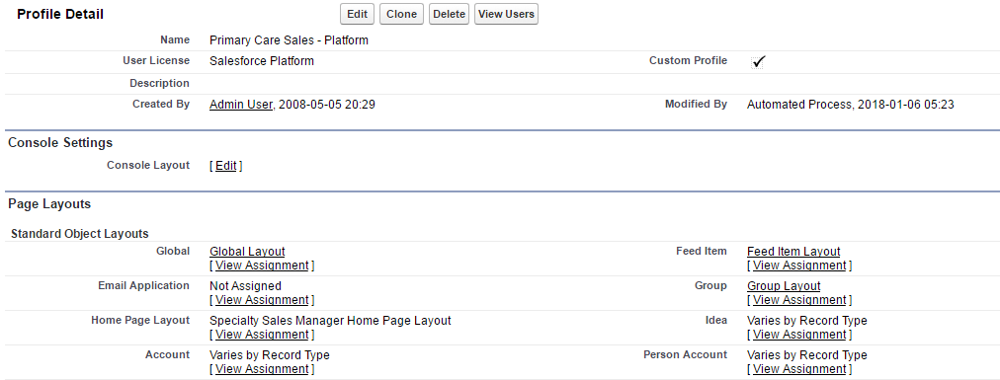 Profile Detail Edit Clone Delete View Users
Name Primary Care Sales - Platform
User License Salesforce Platform Custom Profile
Description
Created By Admin User, 2008-05-05 20:29 Modified By Automated Process, 2018-01-06 05:23
Console Settings
Console Layout [ Edit ]
Page Layouts
Standard Object Layouts
Global Global Layout Feed Item Feed Item Layout
[ View Assignment ] [ View Assignment ]
Email Application Not Assigned Group Group Layout
[ View Assignment ] [ View Assignment ]
Home Page Layout Specialty Sales Manager Home Page Layout Idea Varies by Record Type
[ View Assignment ] [ View Assignment ]
Account Varies by Record Type Person Account Varies by Record Type
[ View Assignment ] [ View Assignment ]